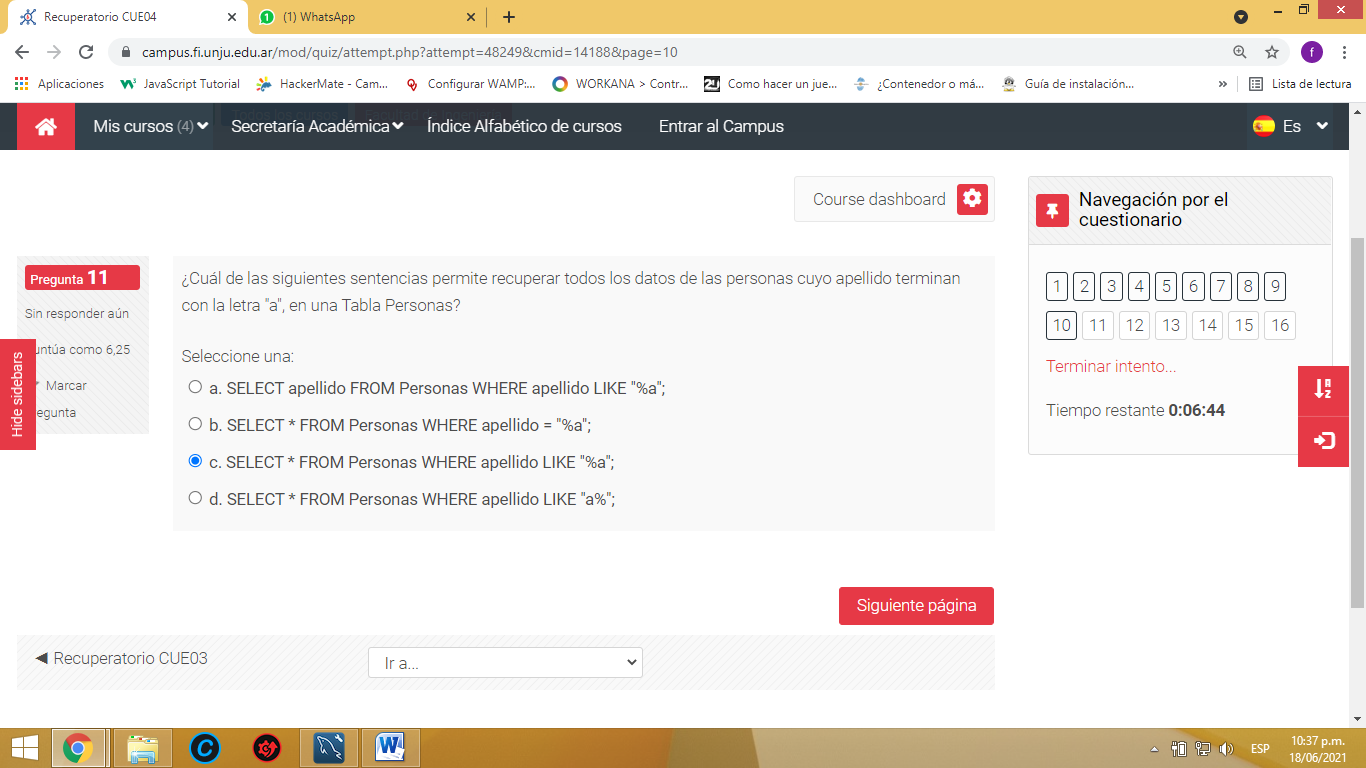 Recuperatorio CUE04
(1) WhatsApp
campus.fi.unju.edu.ar/mod/quiz/attempt.php?attempt=48249&cmid=14188&page=10
f
Aplicaciones
JavaScript Tutorial
HackerMate - Cam...
Configurar WAMP:...
WORKANA > Contr...
Como hacer un jue...
¿Contenedor o má...
Guía de instalación...
»
Lista de lectura
Mis cursos (4)
Secretaría Académica
Índice Alfabético de cursos
Entrar al Campus
Es
Course dashboard
Navegación por el
cuestionario
Pregunta 11
Sin responder aún
untúa como 6,25
Marcar
egunta
Hide sidebars
¿Cuál de las siguientes sentencias permite recuperar todos los datos de las personas cuyo apellido terminan
con la letra "a", en una Tabla Personas?
Seleccione una:
a. SELECT apellido FROM Personas WHERE apellido LIKE "%a";
b. SELECT * FROM Personas WHERE apellido = "%a";
c. SELECT * FROM Personas WHERE apellido LIKE "%a";
d. SELECT * FROM Personas WHERE apellido LIKE "a%";
1 2 3 4 5 6 7 8 9
10 11 12 13 14 15 16
Terminar intento...
Tiempo restante 0:06:44
Siguiente página
◀ Recuperatorio CUE03
Ir a...
ESP
10:37 p.m.
18/06/2021